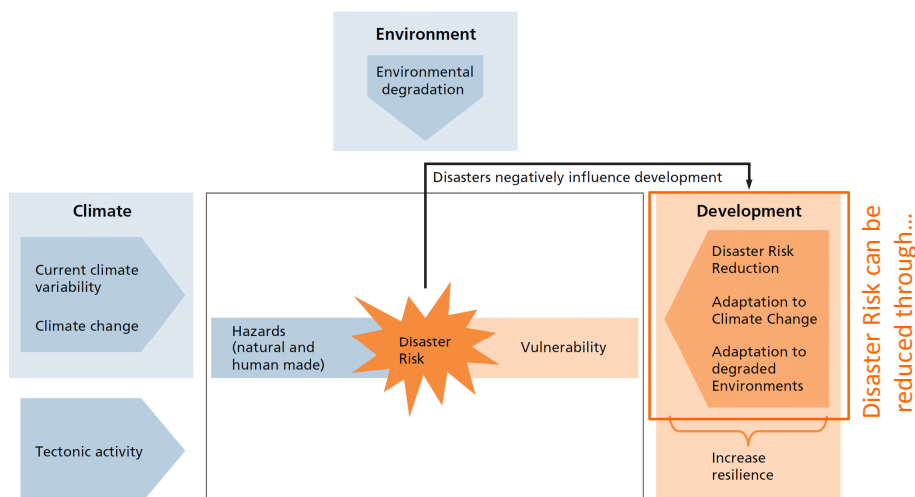 Environment
Environmental
degradation
Disasters negatively influence development
Climate
Current climate
variability
Climate change
Tectonic activity
Hazards
(natural and
human made)
Disaster
Risk
Vulnerability
Development
Disaster Risk
Reduction
Adaptation to
Climate Change
Adaptation to
degraded
Environments
Increase
resilience
Disaster Risk can be
reduced through...